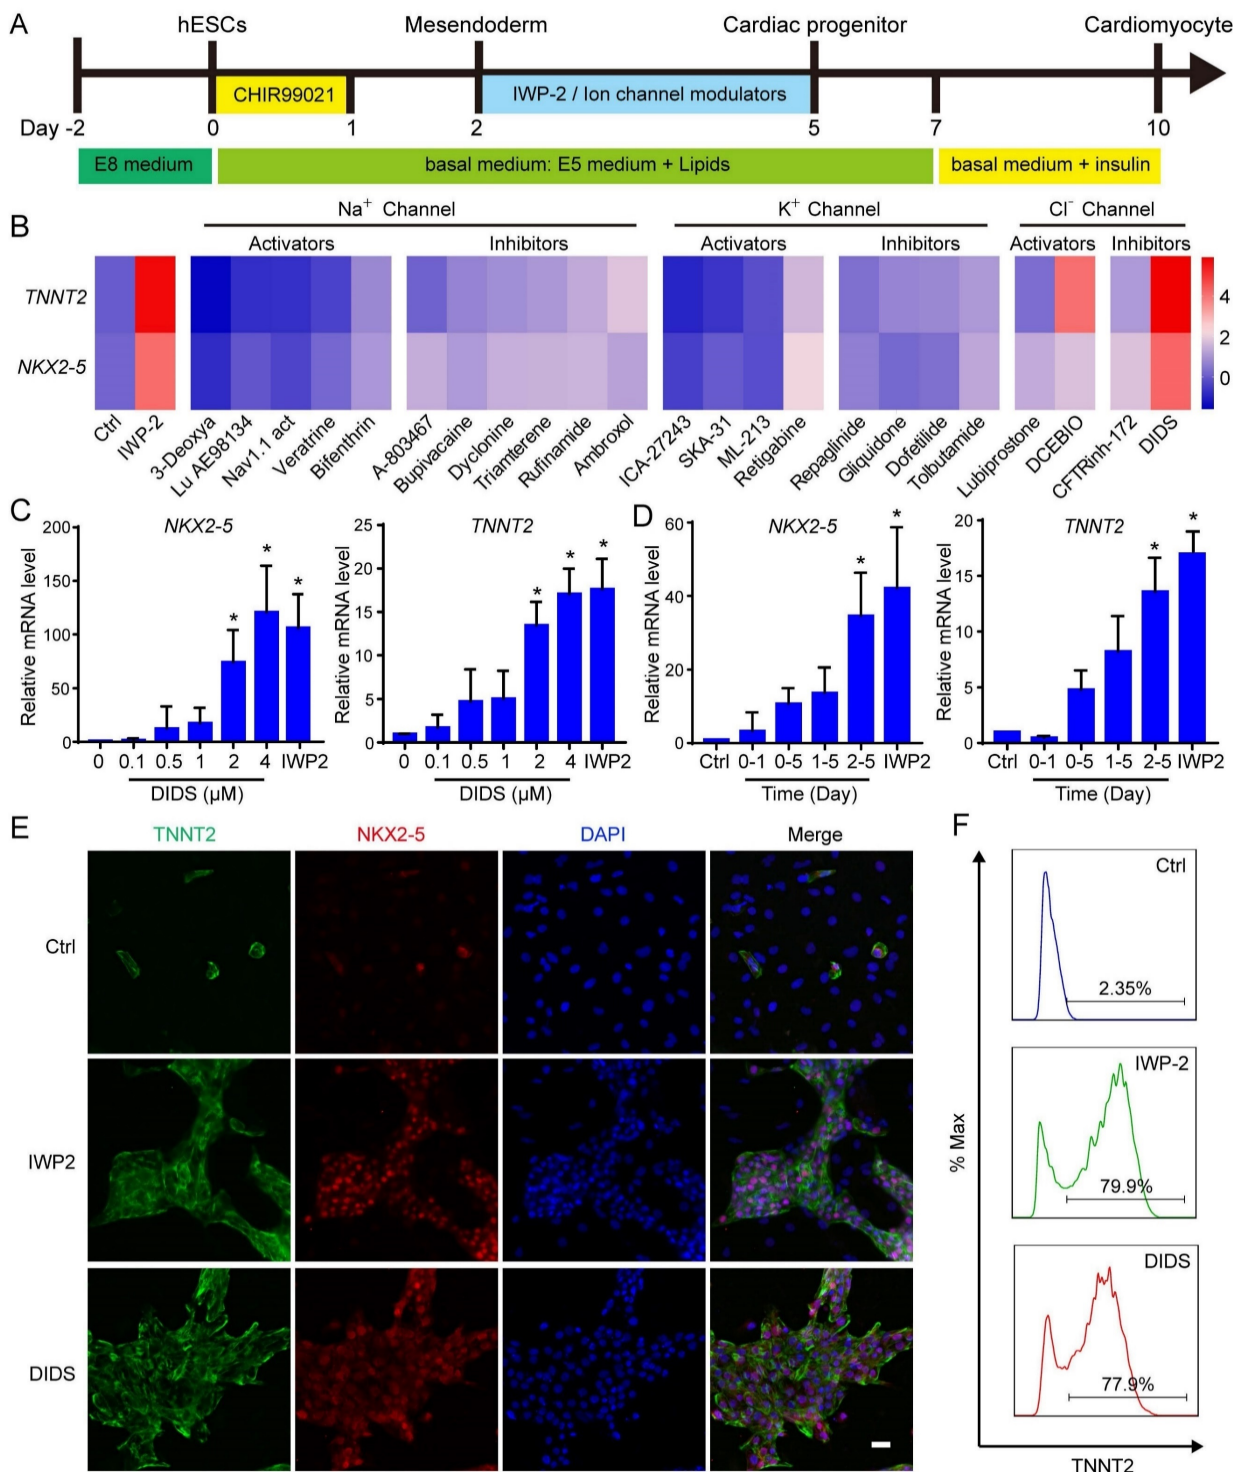 A
hESCs Mesendoderm Cardiac progenitor Cardiomyocyte
CHIR99021 IWP-2 / Ion channel modulators
Day -2 0 1 2 5 7 10
E8 medium basal medium: E5 medium + Lipids basal medium + insulin
B
Na⁺ Channel K⁺ Channel Cl⁻ Channel
Activators Inhibitors Activators Inhibitors Activators Inhibitors
TNNT2
NKX2-5
4
2
0
Ctrl IWP-2 3-Deoxya Lu AE98134 Nav1.1 act Veratrine Bifenthrin A-803467 Bupivacaine Dyclonine Triamterene Rufinamide Ambroxol ICA-27243 SKA-31 ML-213 Retigabine Repaglinide Gliquidone Dofetilide Tolbutamide Lubiprostone DCEBIO CFTRinh-172 DIDS
C
NKX2-5
Relative mRNA level
200
150
100
50
0
* * *
0 0.1 0.5 1 2 4 IWP2
DIDS (µM)
TNNT2
Relative mRNA level
25
20
15
10
5
0
* * *
0 0.1 0.5 1 2 4 IWP2
DIDS (µM)
D
NKX2-5
Relative mRNA level
60
40
20
0
* *
Ctrl 0-1 0-5 1-5 2-5 IWP2
Time (Day)
TNNT2
Relative mRNA level
20
15
10
5
0
* *
Ctrl 0-1 0-5 1-5 2-5 IWP2
Time (Day)
E
TNNT2 NKX2-5 DAPI Merge
Ctrl
IWP2
DIDS
F
Ctrl
2.35%
IWP-2
79.9%
DIDS
77.9%
% Max
TNNT2